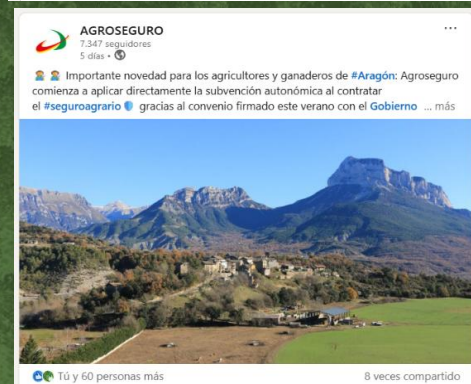 AGROSEGURO
7.347 seguidores
5 días •
Importante novedad para los agricultores y ganaderos de #Aragón: Agroseguro
comienza a aplicar directamente la subvención autonómica al contratar
el #seguroagrario gracias al convenio firmado este verano con el Gobierno ... más
Tú y 60 personas más
8 veces compartido